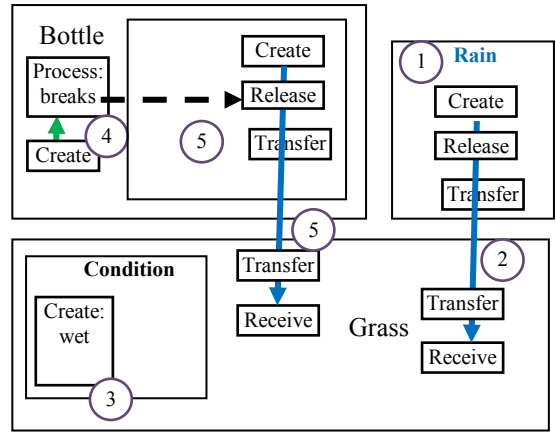 Bottle
Process:
breaks
Create
4
5
Create
Release
Transfer
1
Rain
Create
Release
Transfer
5
2
Condition
Create:
wet
3
Transfer
Receive
Grass
Transfer
Receive